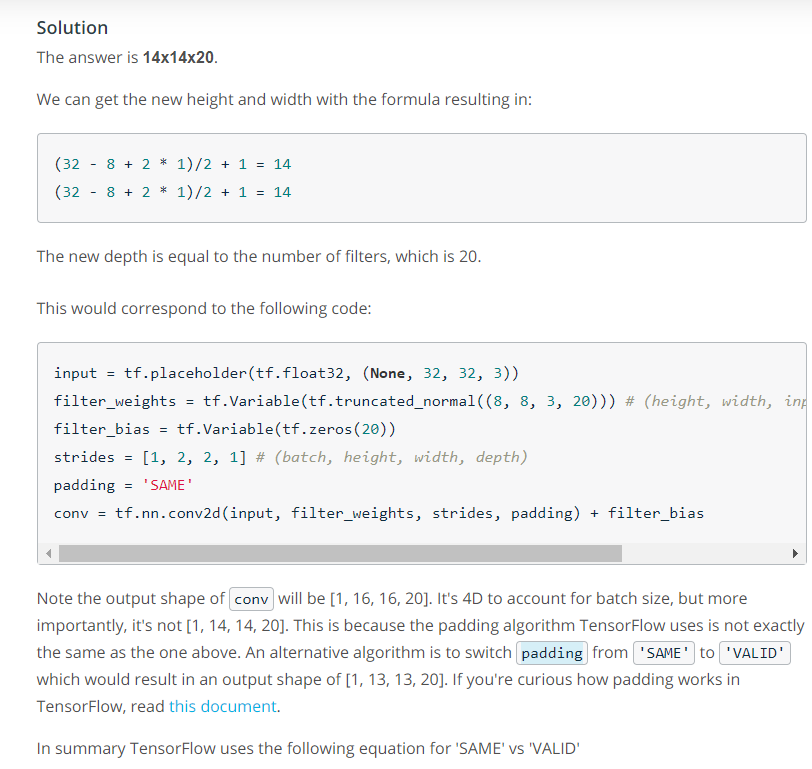 Solution
The answer is 14x14x20.
We can get the new height and width with the formula resulting in:
(32 - 8 + 2 * 1)/2 + 1 = 14
(32 - 8 + 2 * 1)/2 + 1 = 14
The new depth is equal to the number of filters, which is 20.
This would correspond to the following code:
input = tf.placeholder(tf.float32, (None, 32, 32, 3))
filter_weights = tf.Variable(tf.truncated_normal((8, 8, 3, 20))) # (height, width, inp
filter_bias = tf.Variable(tf.zeros(20))
strides = [1, 2, 2, 1] # (batch, height, width, depth)
padding = 'SAME'
conv = tf.nn.conv2d(input, filter_weights, strides, padding) + filter_bias
Note the output shape of conv will be [1, 16, 16, 20]. It's 4D to account for batch size, but more
importantly, it's not [1, 14, 14, 20]. This is because the padding algorithm TensorFlow uses is not exactly
the same as the one above. An alternative algorithm is to switch padding from 'SAME' to 'VALID'
which would result in an output shape of [1, 13, 13, 20]. If you're curious how padding works in
TensorFlow, read this document.
In summary TensorFlow uses the following equation for 'SAME' vs 'VALID'